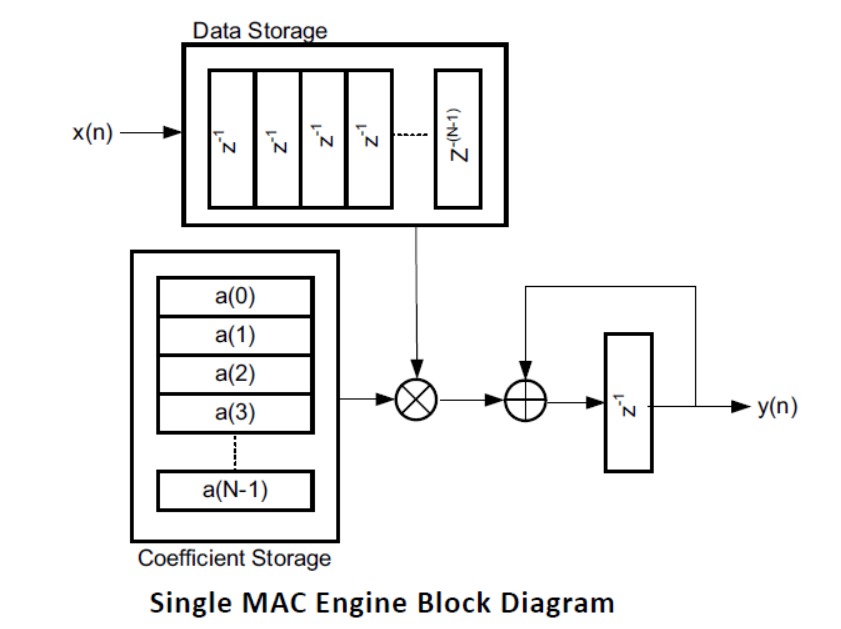 Data Storage
x(n)
z-1
z-1
z-1
z-1
Z-(N-1)
a(0)
a(1)
a(2)
a(3)
a(N-1)
z-1
y(n)
Coefficient Storage
Single MAC Engine Block Diagram